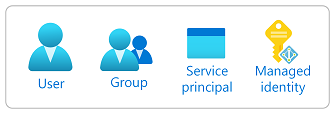 User
Group
Service
principal
Managed
identity